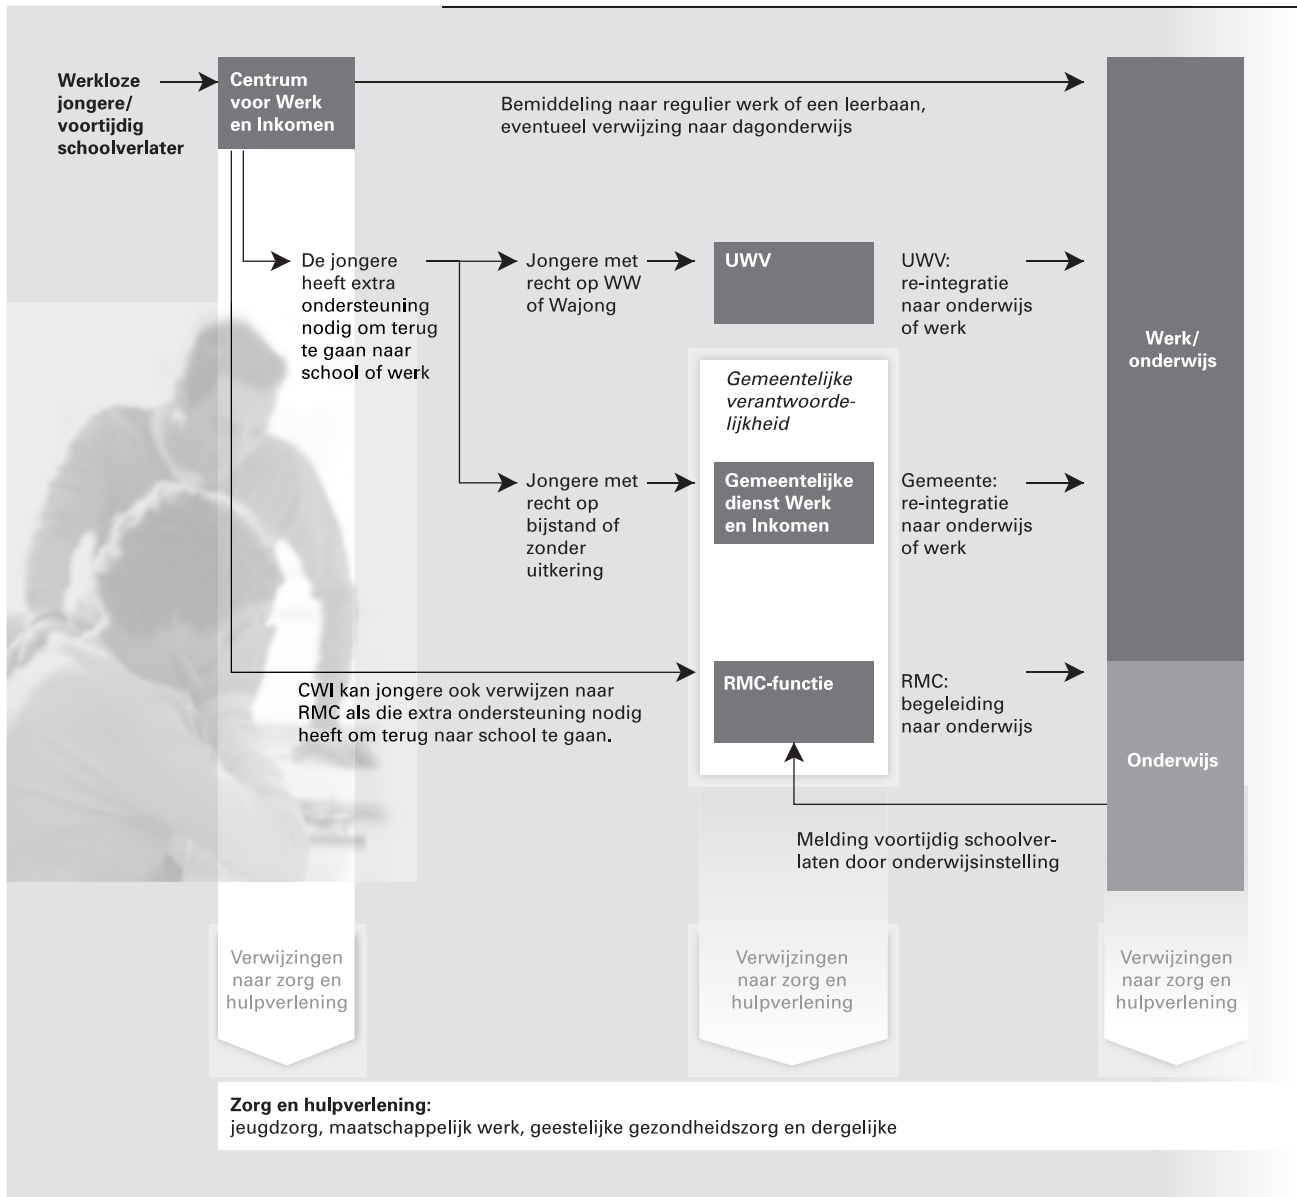 Werkloze
jongere/
voortijdig
schoolverlater
Centrum
voor Werk
en Inkomen
Bemiddeling naar regulier werk of een leerbaan,
eventueel verwijzing naar dagonderwijs
De jongere
heeft extra
ondersteuning
nodig om terug
te gaan naar
school of werk
Jongere met
recht op WW
of Wajong
UWV
UWV:
re-integratie
naar onderwijs
of werk
Werk/
onderwijs
Gemeentelijke
verantwoorde-
lijkheid
Jongere met
recht op
bijstand of
zonder
uitkering
Gemeentelijke
dienst Werk
en Inkomen
Gemeente:
re-integratie
naar onderwijs
of werk
CWI kan jongere ook verwijzen naar
RMC als die extra ondersteuning nodig
heeft om terug naar school te gaan.
RMC-functie
RMC:
begeleiding
naar onderwijs
Onderwijs
Melding voortijdig schoolver-
laten door onderwijsinstelling
Verwijzingen
naar zorg en
hulpverlening
Verwijzingen
naar zorg en
hulpverlening
Verwijzingen
naar zorg en
hulpverlening
Zorg en hulpverlening:
jeugdzorg, maatschappelijk werk, geestelijke gezondheidszorg en dergelijke